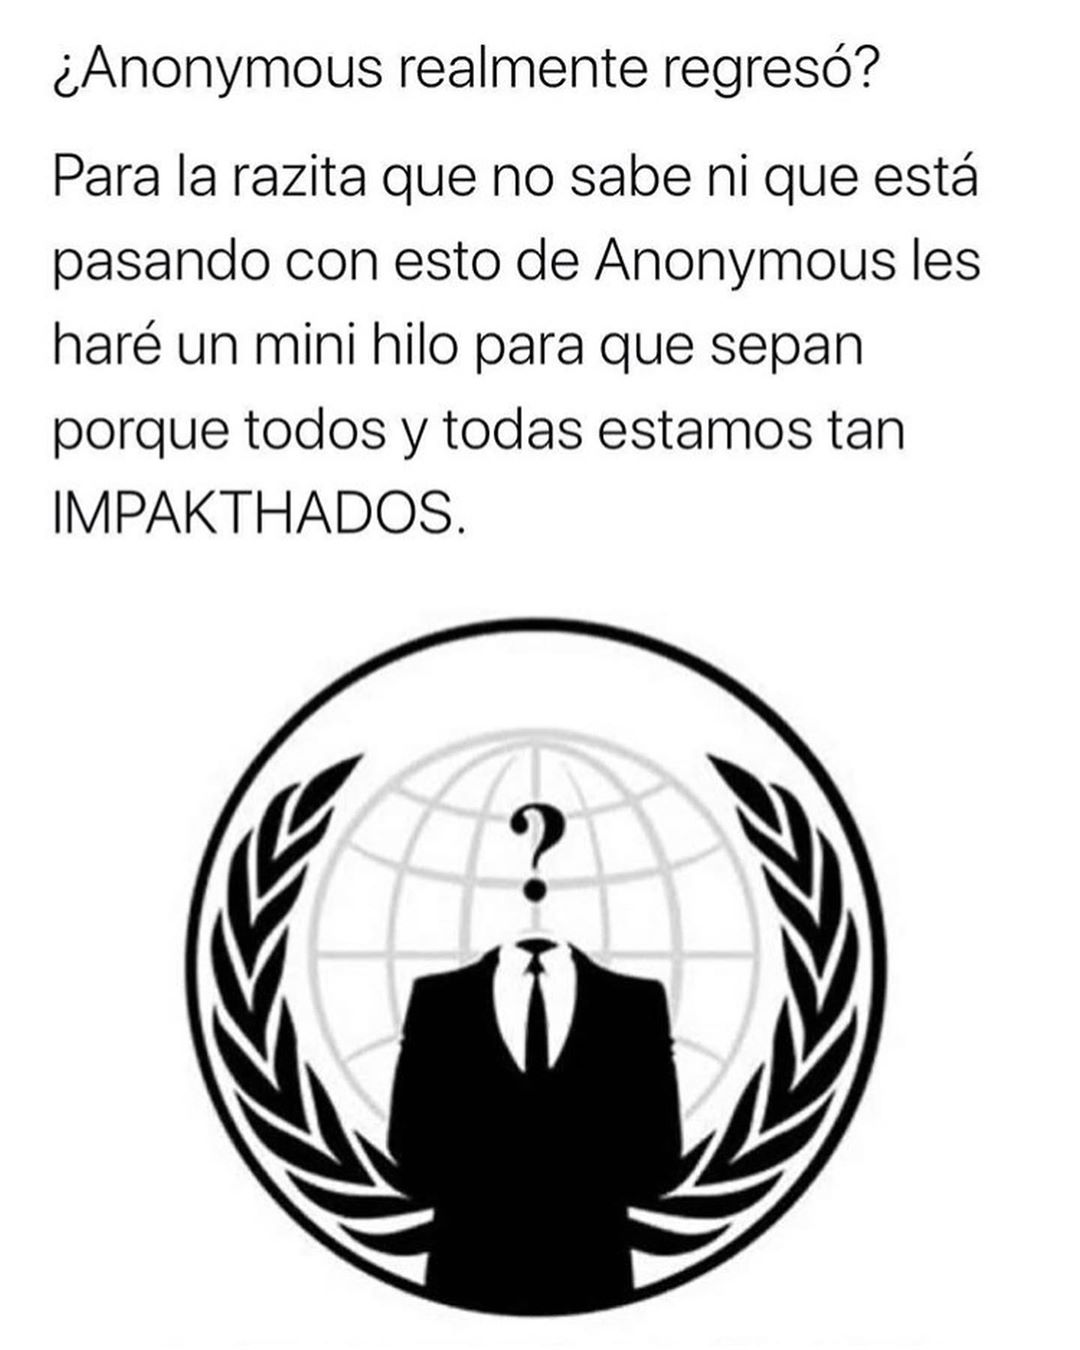 ¿Anonymous realmente regresó?
Para la razita que no sabe ni que está
pasando con esto de Anonymous les
haré un mini hilo para que sepan
porque todos y todas estamos tan
IMPAKTHADOS.
?